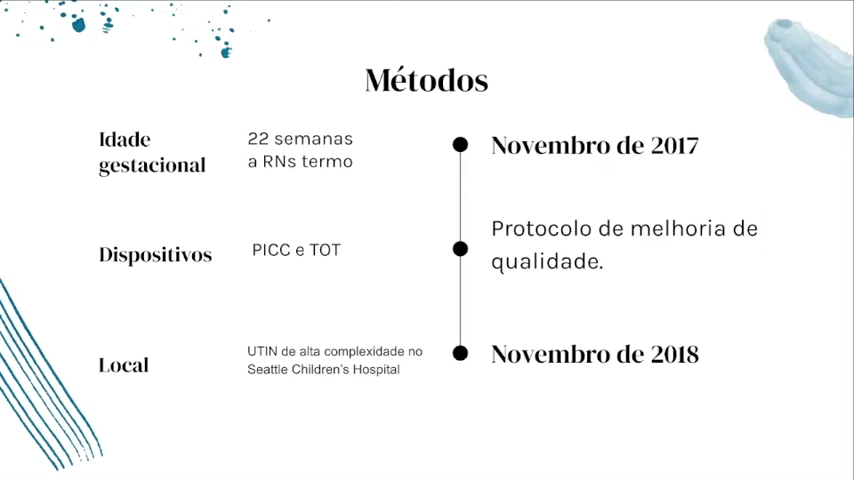 Métodos
Idade
gestacional
22 semanas
a RNs termo
Dispositivos
PICC e TOT
Local
UTIN de alta complexidade no
Seattle Children's Hospital
Novembro de 2017
Protocolo de melhoria de
qualidade.
Novembro de 2018